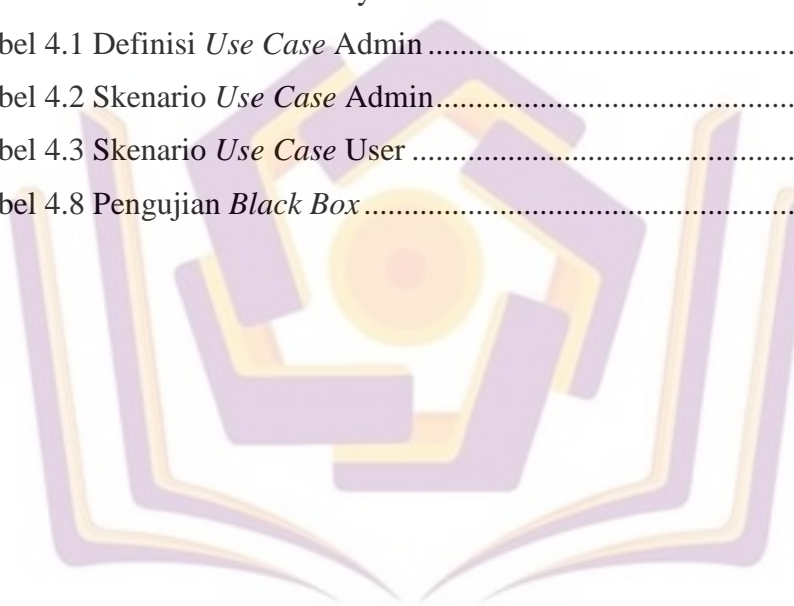 bel 4.1 Definisi Use Case Admin ................................................
bel 4.2 Skenario Use Case Admin...............................................
bel 4.3 Skenario Use Case User ..................................................
bel 4.8 Pengujian Black Box........................................................